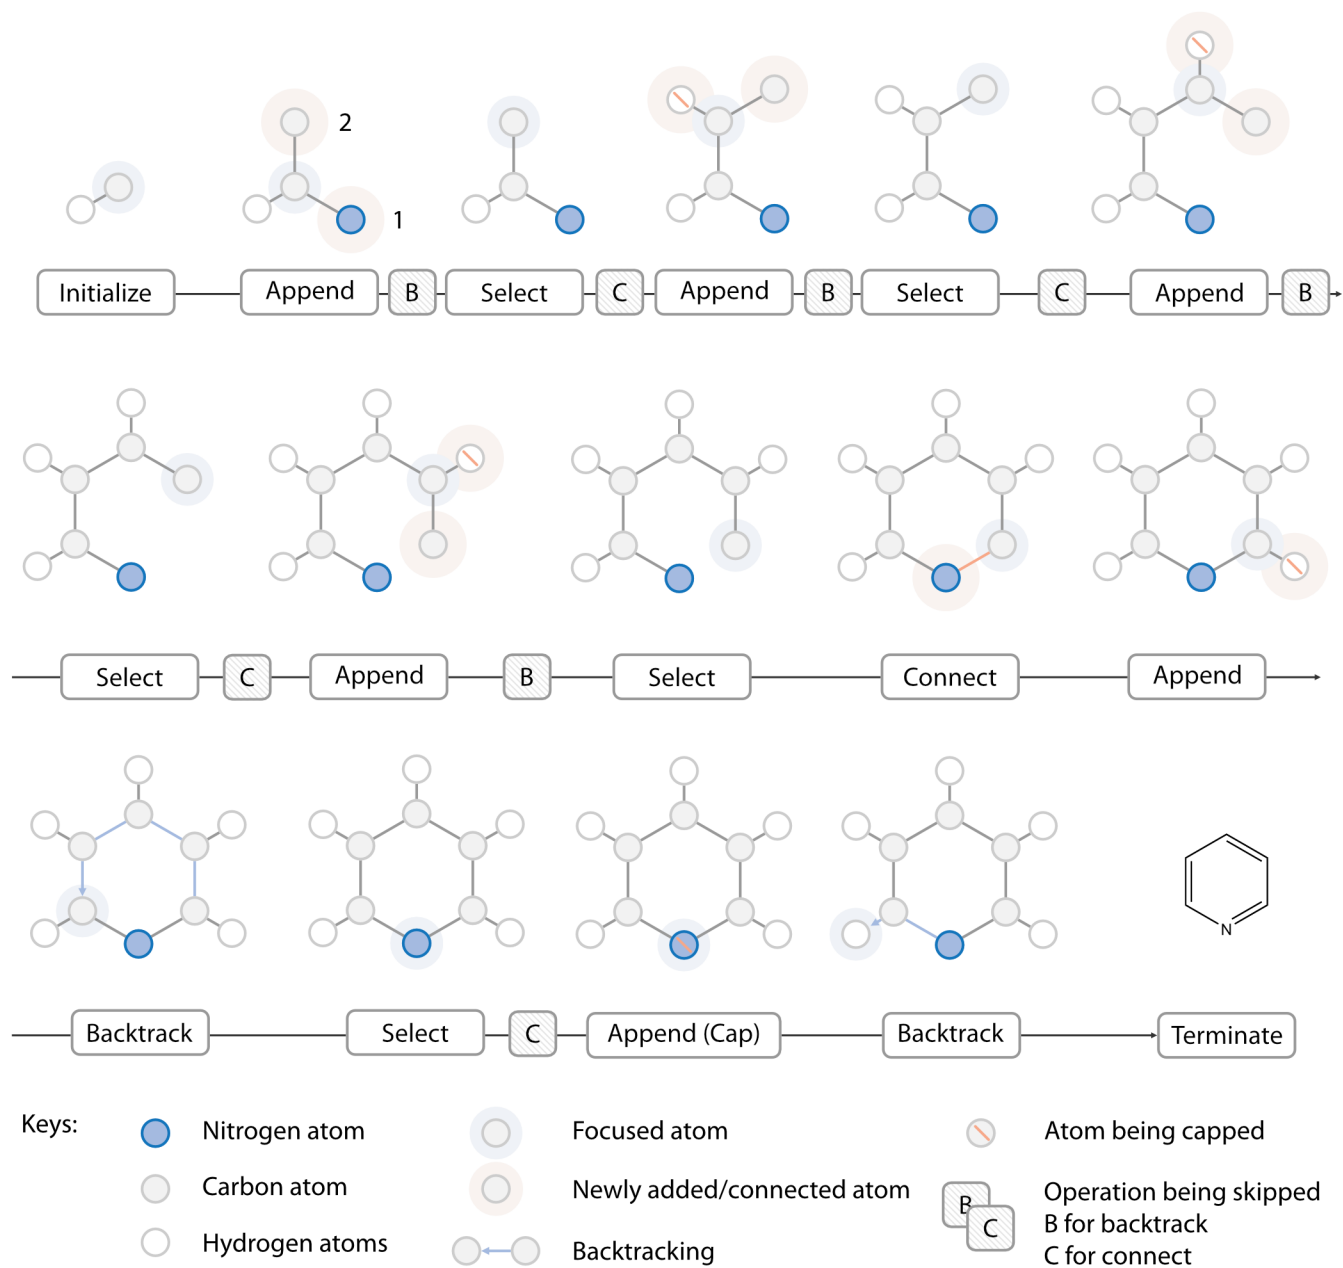 2
1
Initialize
Append
B
Select
C
Append
B
Select
C
Append
B
Select
C
Append
B
Select
Connect
Append
N
Backtrack
Select
C
Append (Cap)
Backtrack
Terminate
Keys:
Nitrogen atom
Focused atom
Atom being capped
Carbon atom
Newly added/connected atom
B
C
Operation being skipped
B for backtrack
C for connect
Hydrogen atoms
Backtracking